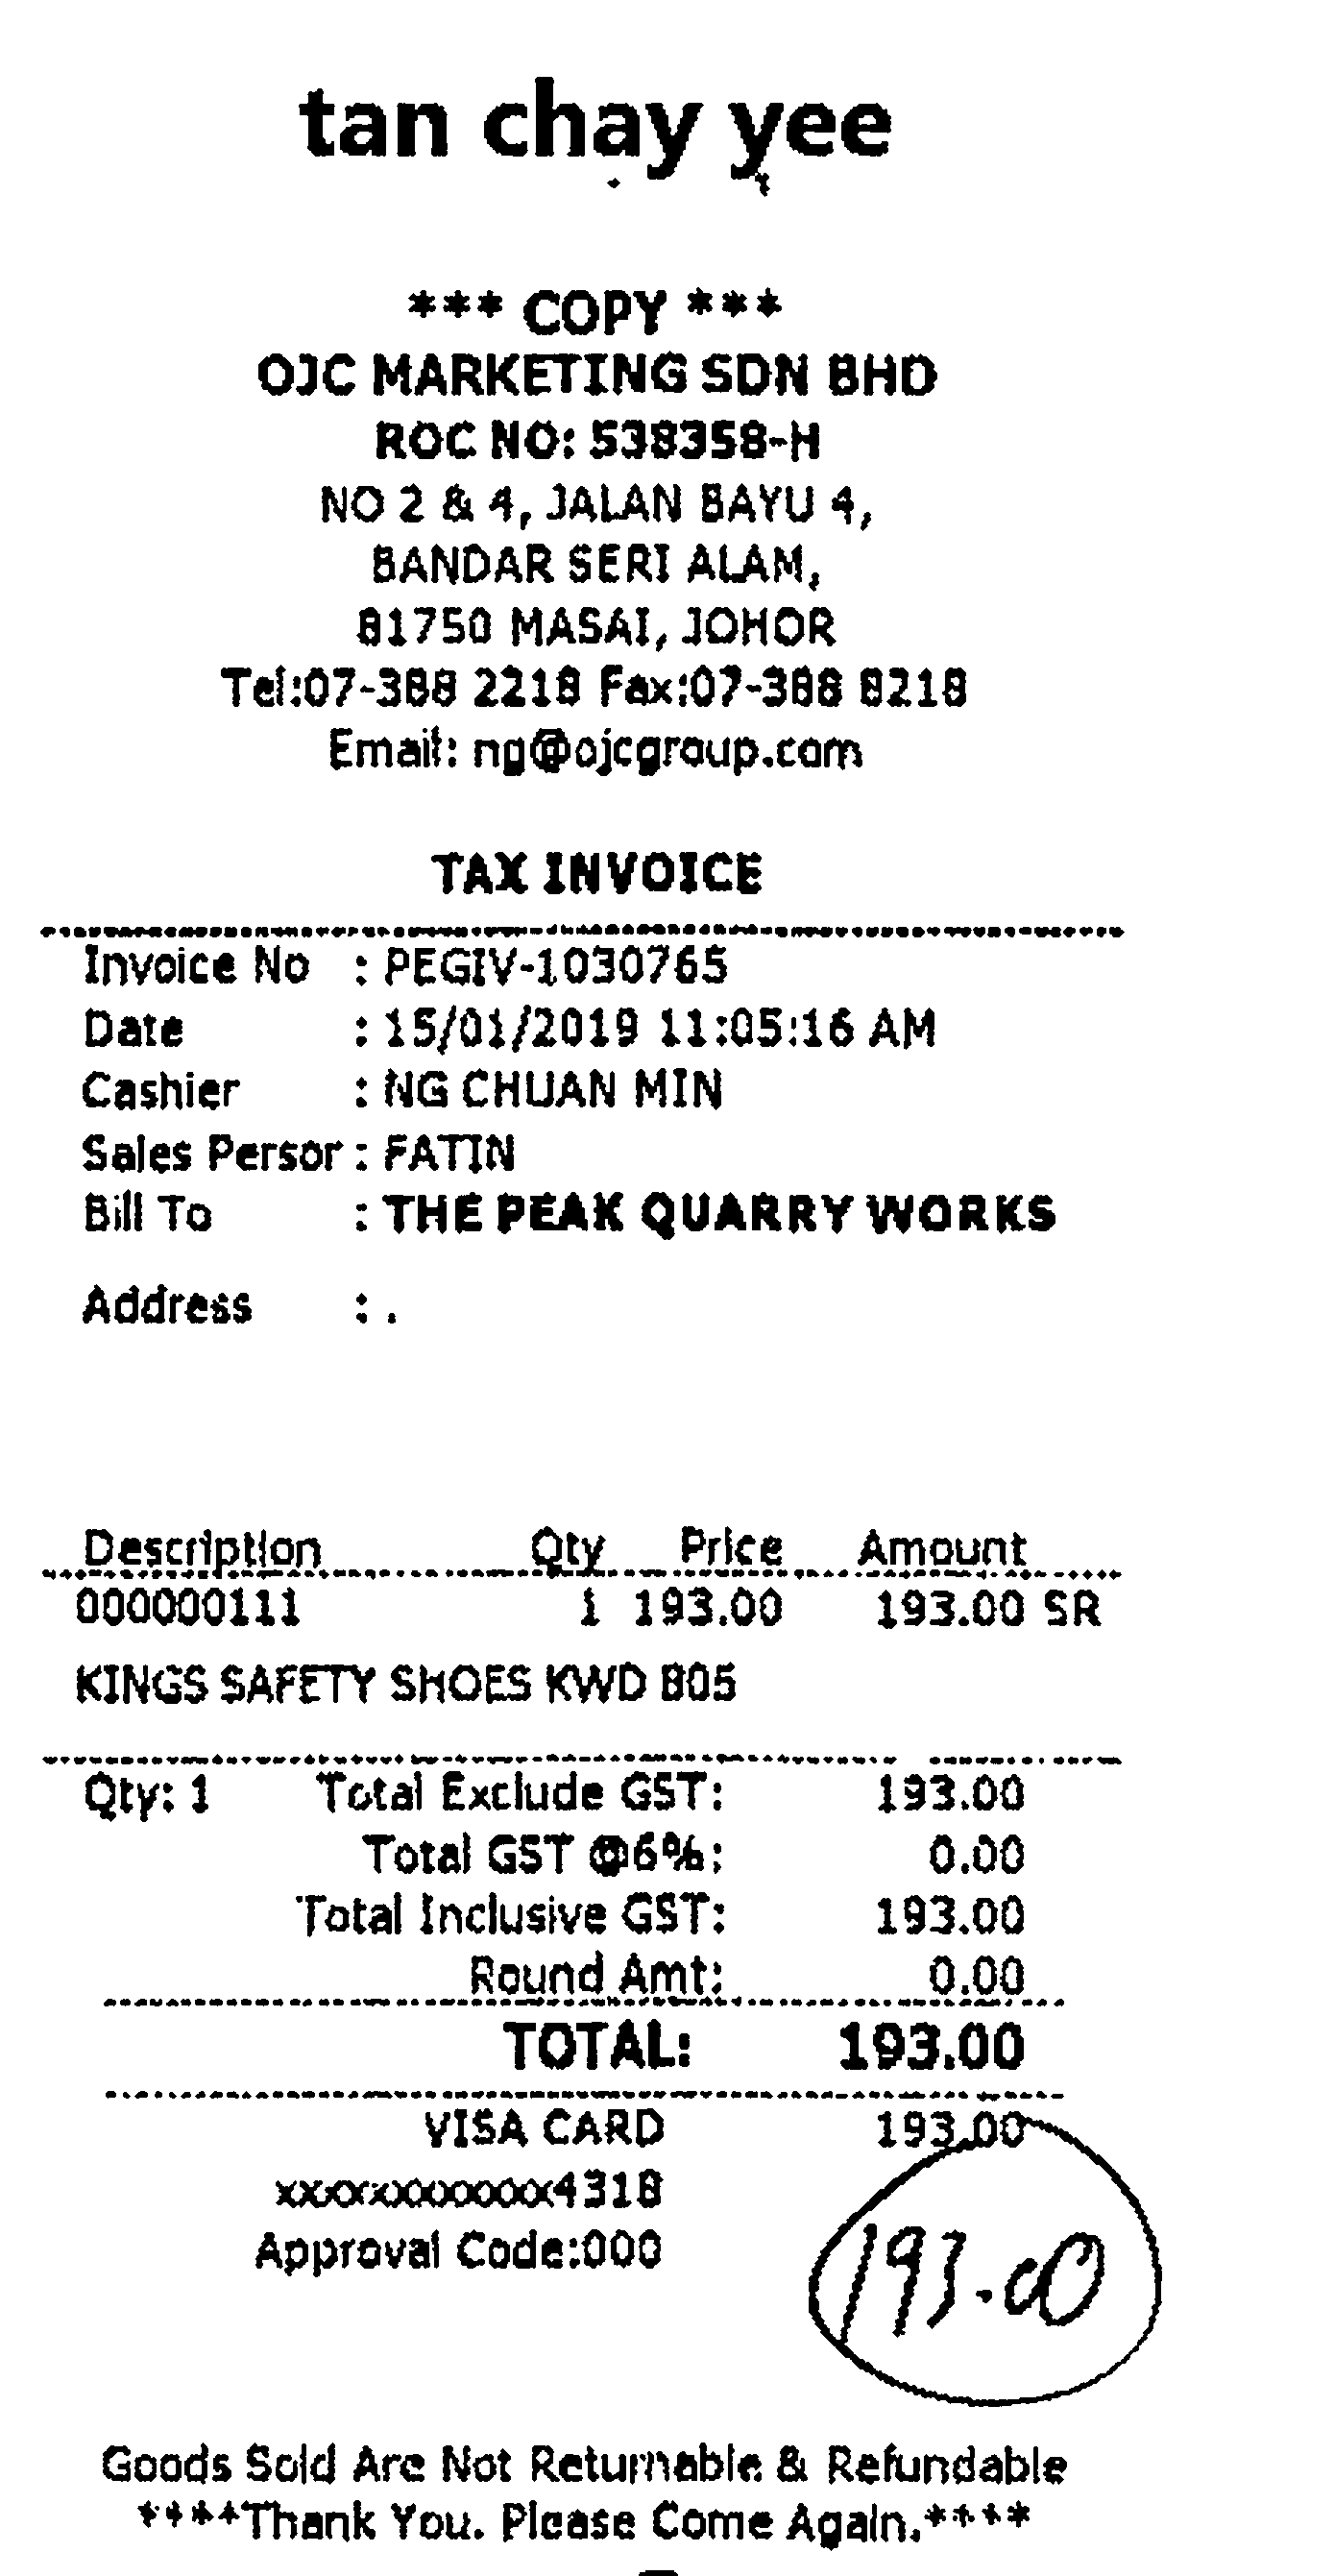 tan chay yee
*** COPY ***
OJC MARKETING SDN BHD
ROC NO: 538358-H
NO 2 & 4, JALAN BAYU 4,
BANDAR SERI ALAM,
81750 MASAI, JOHOR
Tel:07-388 2218 Fax:07-388 8218
Email: ng@ojcgroup.com
TAX INVOICE
Invoice No : PEGIV-1030765
Date : 15/01/2019 11:05:16 AM
Cashier : NG CHUAN MIN
Sales Persor : FATIN
Bill To : THE PEAK QUARRY WORKS
Address : .
Description Qty Price Amount
000000111 1 193.00 193.00 SR
KINGS SAFETY SHOES KWD 805
Qty: 1 Total Exclude GST: 193.00
Total GST @6%: 0.00
Total Inclusive GST: 193.00
Round Amt: 0.00
TOTAL: 193.00
VISA CARD 193.00
xxxxxxxxxxxx4318
Approval Code:000
193.00
Goods Sold Are Not Returnable & Refundable
****Thank You. Please Come Again.****